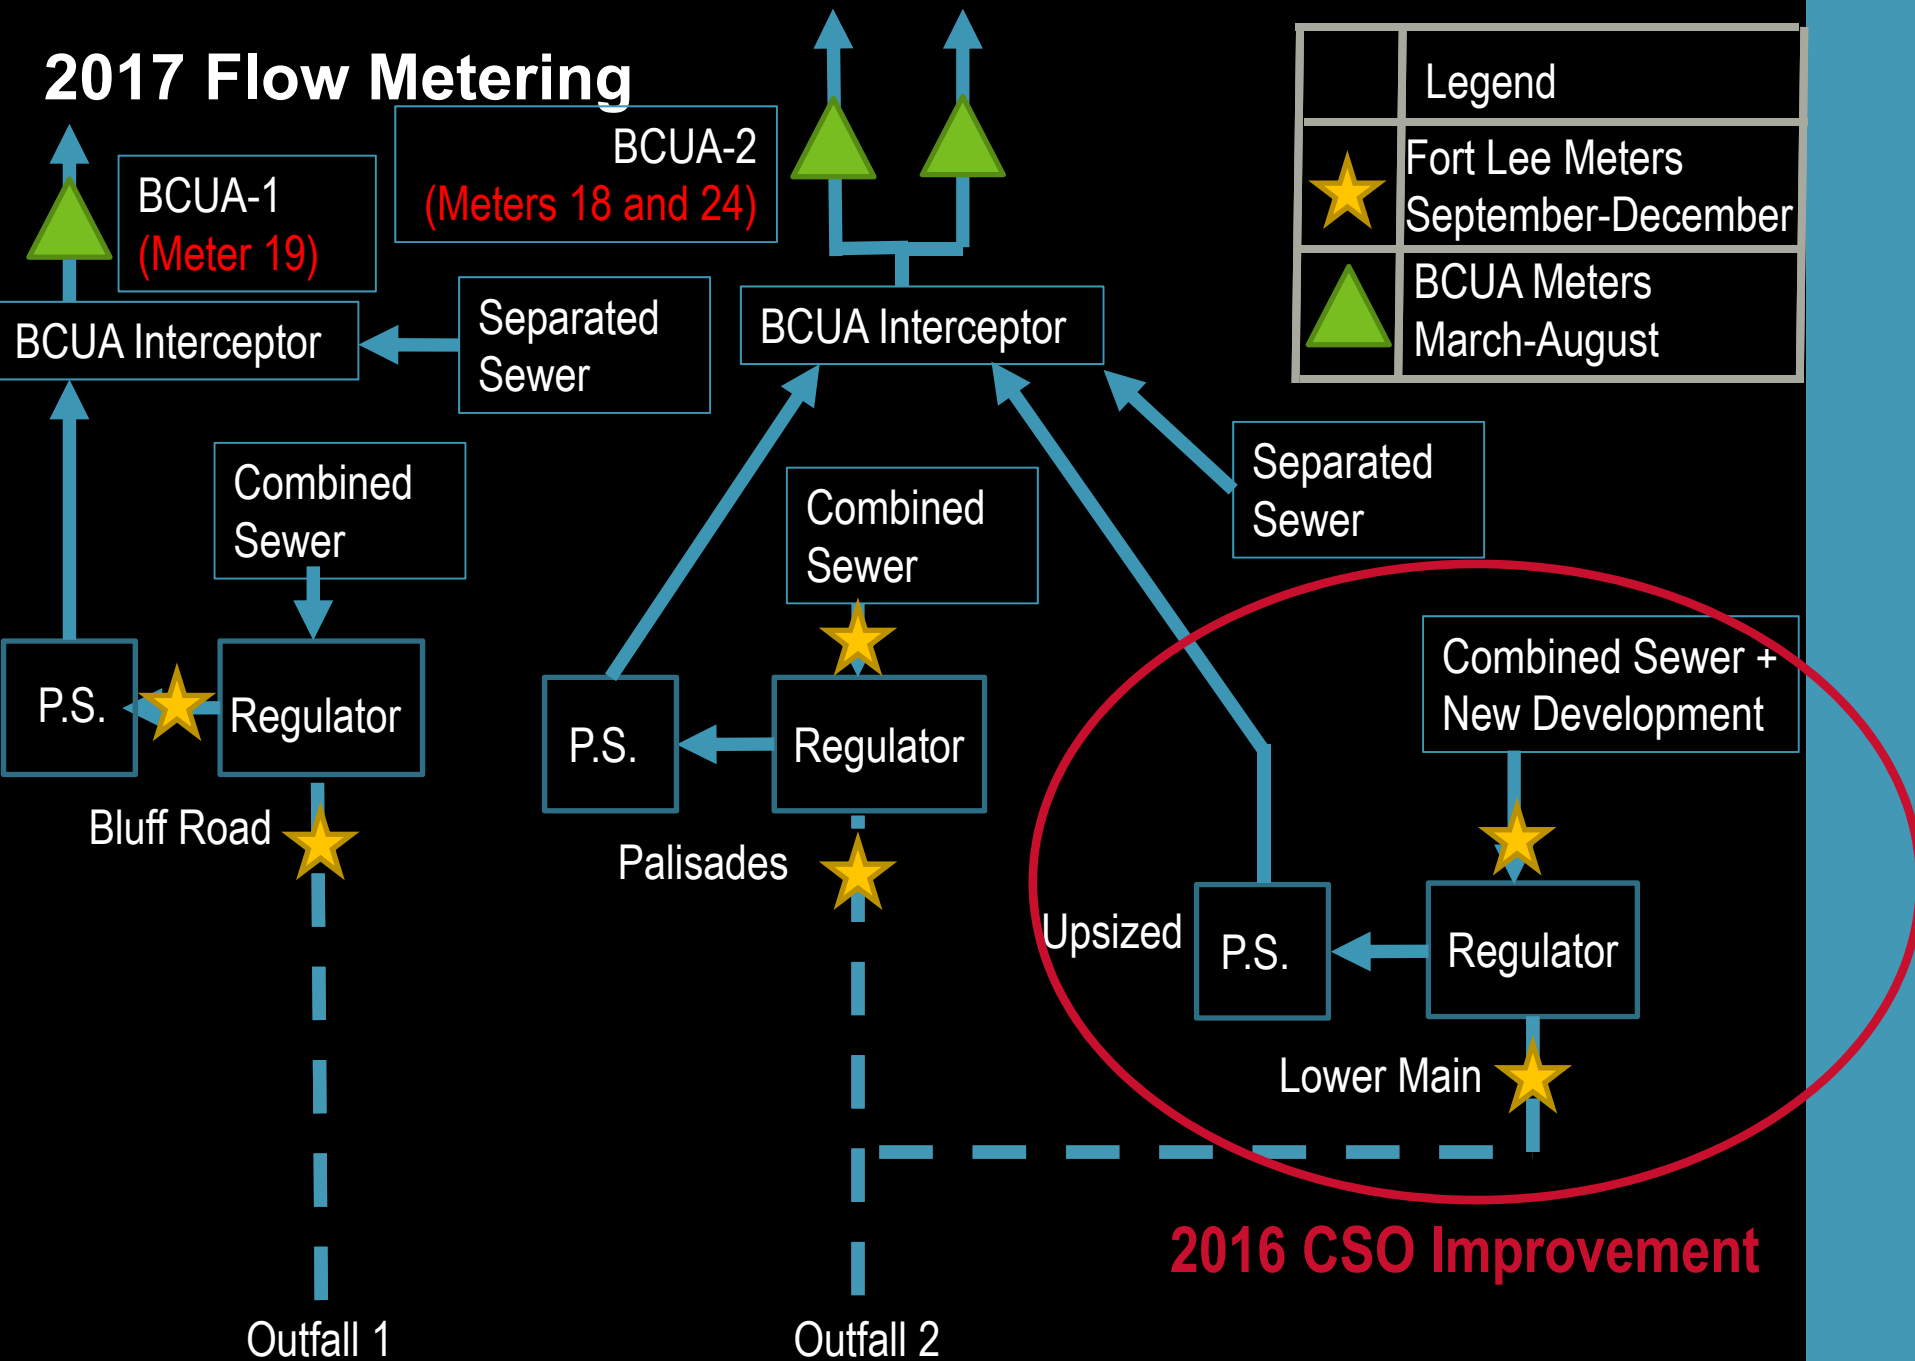 2017 Flow Metering
BCUA-1
(Meter 19)
BCUA-2
(Meters 18 and 24)
Legend
Fort Lee Meters
September-December
BCUA Meters
March-August
BCUA Interceptor
Separated
Sewer
BCUA Interceptor
Separated
Sewer
Combined
Sewer
Combined
Sewer
Combined Sewer +
New Development
P.S.
Regulator
P.S.
Regulator
Bluff Road
Palisades
Upsized
P.S.
Regulator
Lower Main
2016 CSO Improvement
Outfall 1
Outfall 2